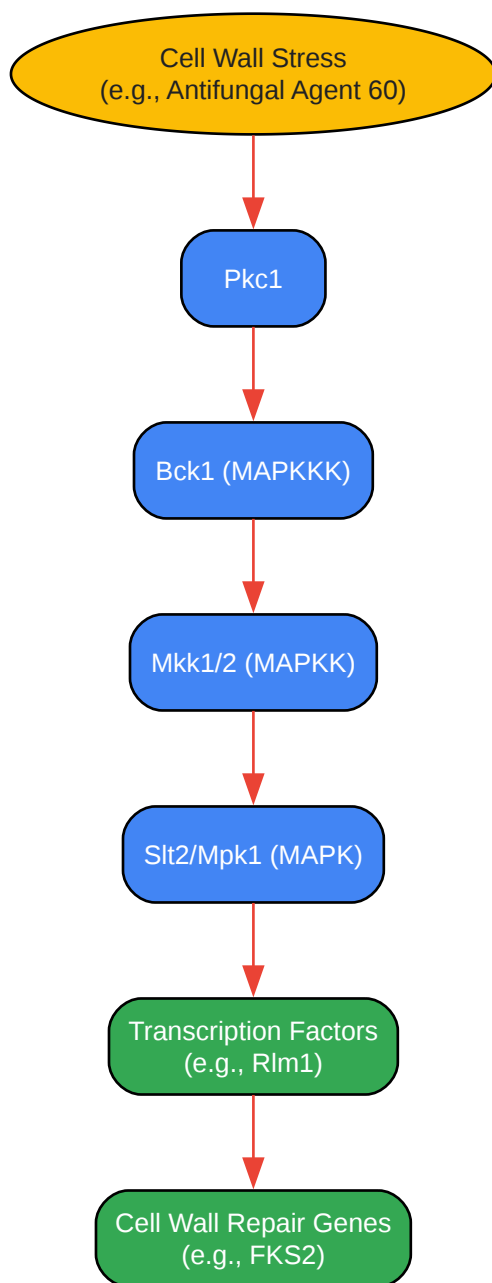 Cell Wall Stress
(e.g., Antifungal Agent 60)
Pkc1
Bck1 (MAPKKK)
Mkk1/2 (MAPKK)
Slt2/Mpk1 (MAPK)
Transcription Factors
(e.g., Rlm1)
Cell Wall Repair Genes
(e.g., FKS2)